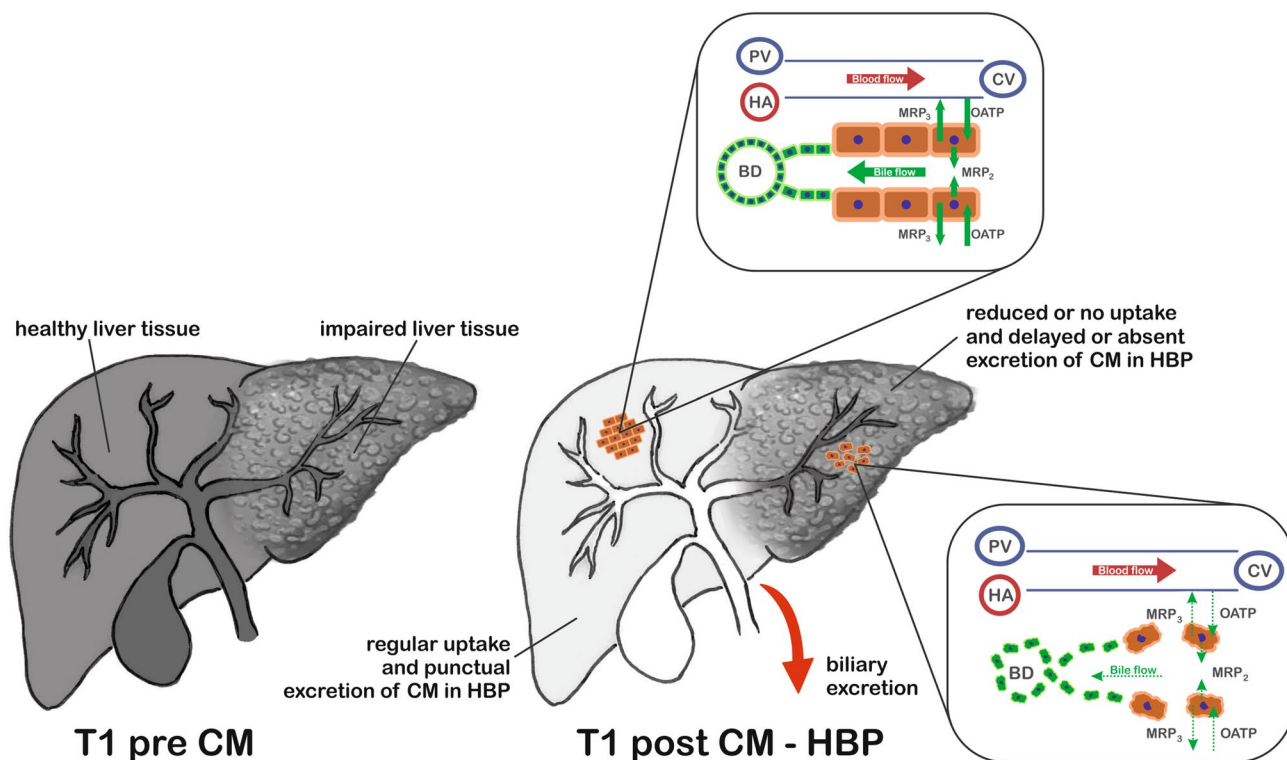 PV
Blood flow
CV
HA
MRP3
OATP
BD
Bile flow
MRP2
MRP3
OATP
healthy liver tissue
impaired liver tissue
reduced or no uptake
and delayed or absent
excretion of CM in HBP
regular uptake
and punctual
excretion of CM in HBP
biliary
excretion
PV
Blood flow
CV
HA
MRP3
OATP
BD
Bile flow
MRP2
MRP3
OATP
T1 pre CM
T1 post CM - HBP